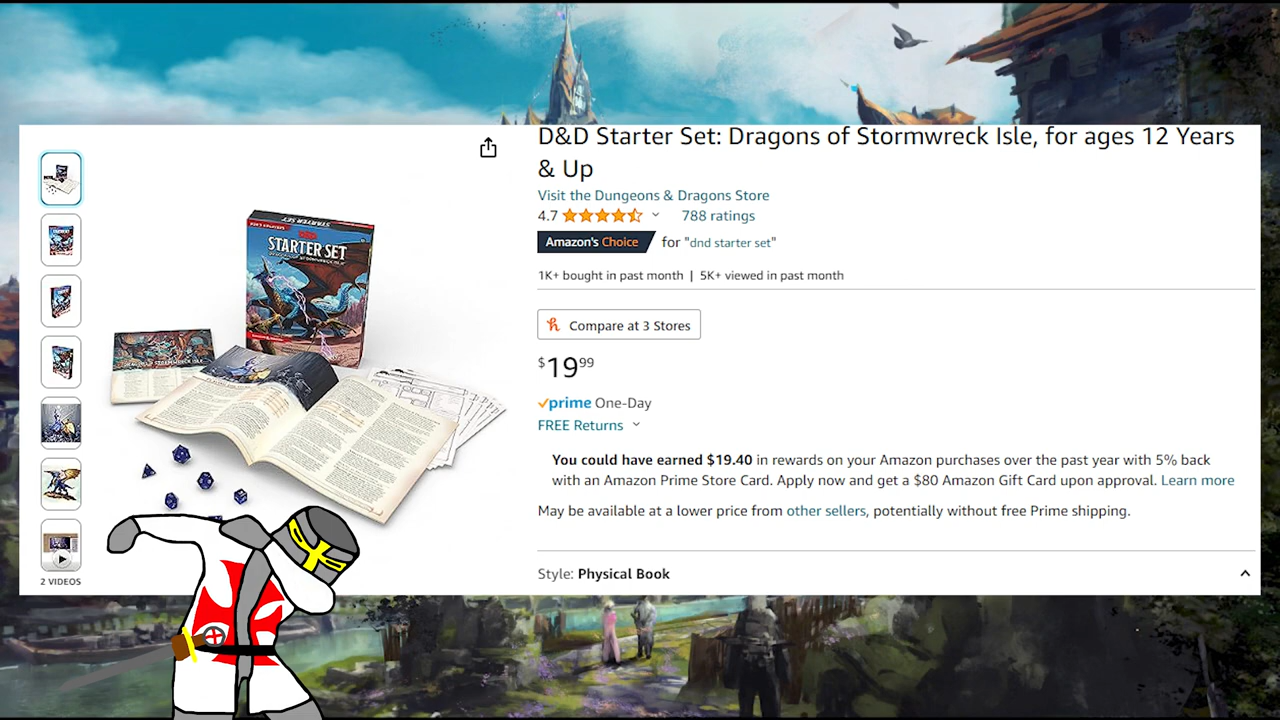 D&D Starter Set: Dragons of Stormwreck Isle, for ages 12 Years
& Up
Visit the Dungeons & Dragons Store
4.7
788 ratings
Amazon's Choice for "dnd starter set"
1K+ bought in past month | 5K+ viewed in past month
Compare at 3 Stores
$19.99
prime One-Day
FREE Returns
You could have earned $19.40 in rewards on your Amazon purchases over the past year with 5% back
with an Amazon Prime Store Card. Apply now and get a $80 Amazon Gift Card upon approval. Learn more
May be available at a lower price from other sellers, potentially without free Prime shipping.
Style: Physical Book
STARTER SET
STARTER SET
2 VIDEOS